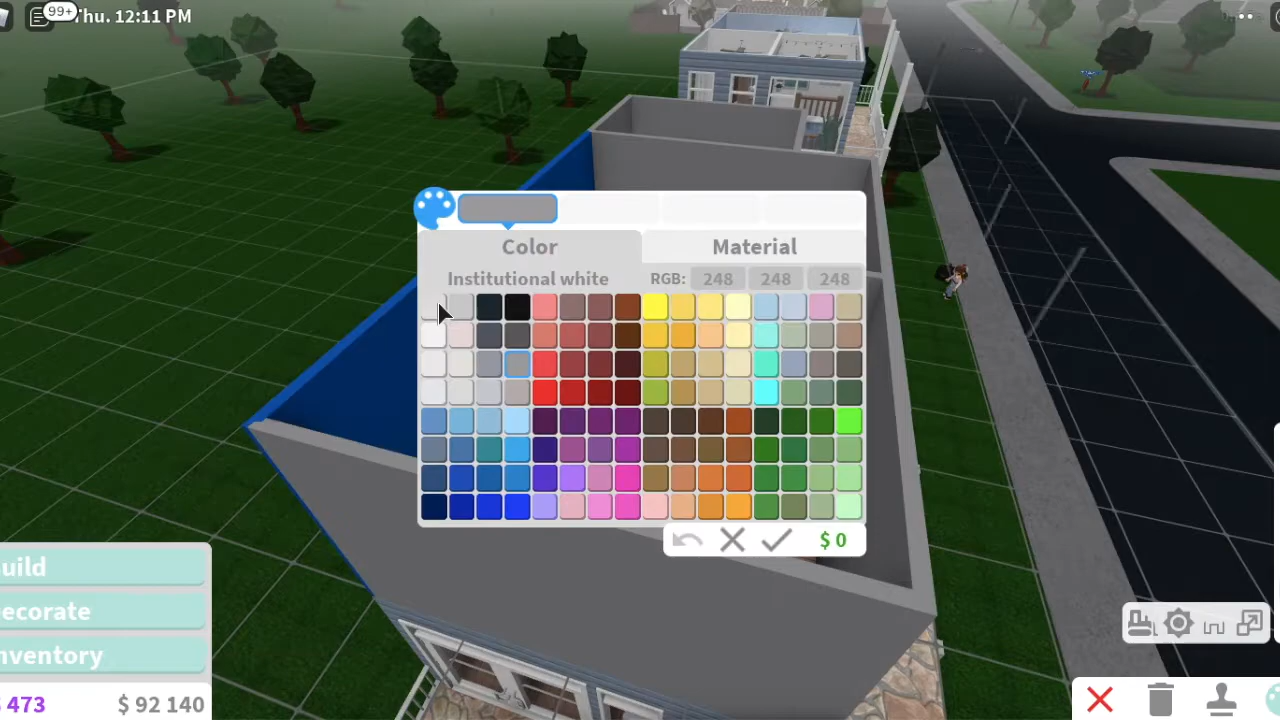 99+
Thu. 12:11 PM
Color
Material
Institutional white
RGB: 248 248 248
$ 0
uild
ecorate
nventory
473
$ 92 140